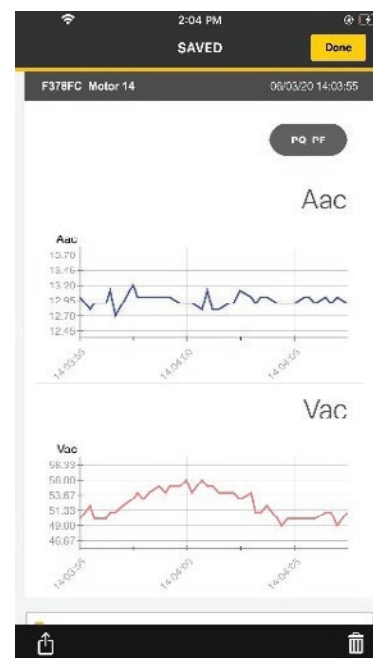 2:04 PM
SAVED
Done
F378FC Motor 14
06/03/20 14:03:55
PQ PF
Aac
Aac
13.70
13.46
13.20
12.95
12.70
12.45
14:03:55
14:04:00
14:04:05
Vac
Vac
58.33
56.00
53.67
51.33
49.00
46.67
14:03:55
14:04:00
14:04:05